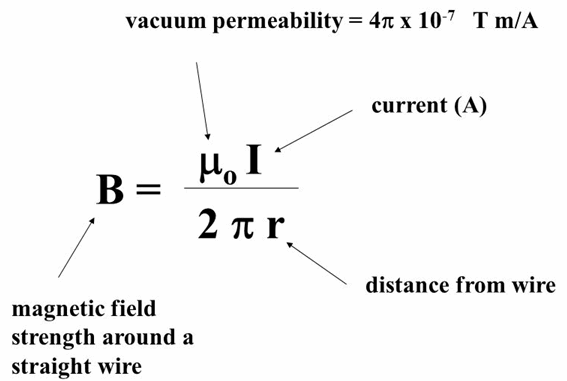 vacuum permeability = 4π x 10⁻⁷ T m/A
current (A)
B = μₒ I
2 π r
distance from wire
magnetic field
strength around a
straight wire